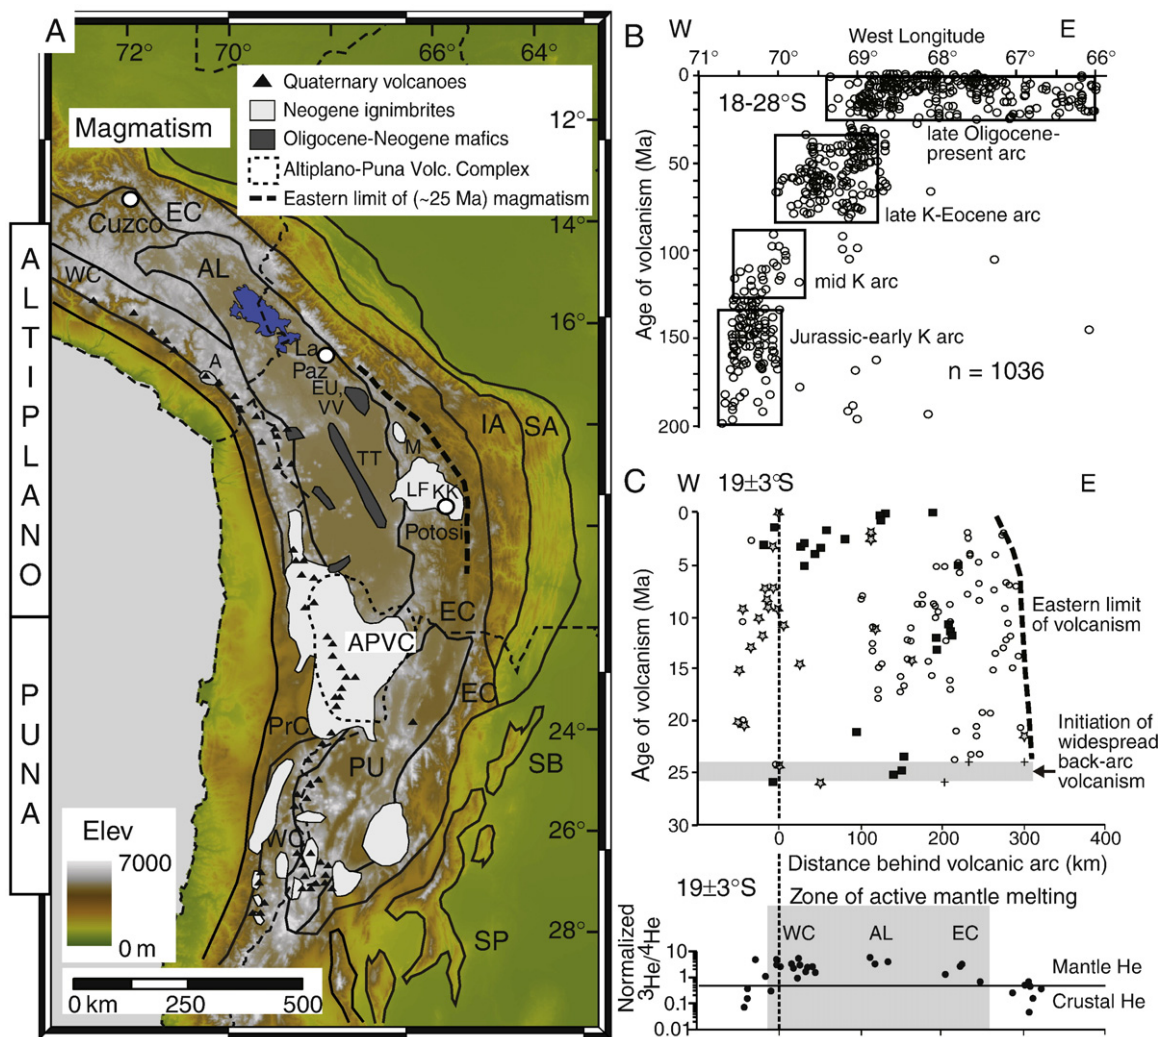 A
72°
70°
66°
64°
Magmatism
Quaternary volcanoes
Neogene ignimbrites
Oligocene-Neogene mafics
Altiplano-Puna Volc. Complex
Eastern limit of (~25 Ma) magmatism
12°
14°
16°
24°
26°
28°
ALTIPLANO
PUNA
Cuzco
EC
WC
AL
A
La
Paz
EU,
VV
TT
M
IA
SA
LF
KK
Potosi
EC
APVC
EC
PrC
PU
SB
WC
SP
Elev
7000
0 m
0 km
250
500
B
W
West Longitude
E
71°
70°
69°
68°
67°
66°
0
50
100
150
200
Age of volcanism (Ma)
18-28°S
late Oligocene-
present arc
late K-Eocene arc
mid K arc
Jurassic-early K arc
n = 1036
C
W
19±3°S
E
0
5
10
15
20
25
30
Age of volcanism (Ma)
Eastern limit
of volcanism
Initiation of
widespread
back-arc
volcanism
0
100
200
300
400
Distance behind volcanic arc (km)
19±3°S
Zone of active mantle melting
WC
AL
EC
Normalized
³He/⁴He
10
1.0
0.1
0.01
Mantle He
Crustal He